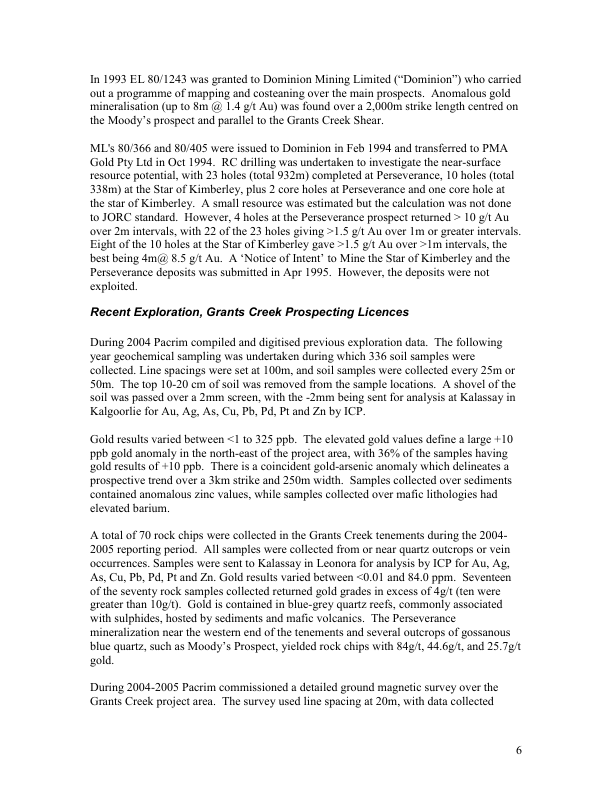 In 1993 EL 80/1243 was granted to Dominion Mining Limited (“Dominion”) who carried
out a programme of mapping and costeaning over the main prospects.  Anomalous gold
mineralisation (up to 8m @ 1.4 g/t Au) was found over a 2,000m strike length centred on
the Moody’s prospect and parallel to the Grants Creek Shear.

ML's 80/366 and 80/405 were issued to Dominion in Feb 1994 and transferred to PMA
Gold Pty Ltd in Oct 1994.  RC drilling was undertaken to investigate the near-surface
resource potential, with 23 holes (total 932m) completed at Perseverance, 10 holes (total
338m) at the Star of Kimberley, plus 2 core holes at Perseverance and one core hole at
the star of Kimberley.  A small resource was estimated but the calculation was not done
to JORC standard.  However, 4 holes at the Perseverance prospect returned > 10 g/t Au
over 2m intervals, with 22 of the 23 holes giving >1.5 g/t Au over 1m or greater intervals.
Eight of the 10 holes at the Star of Kimberley gave >1.5 g/t Au over >1m intervals, the
best being 4m@ 8.5 g/t Au.  A ‘Notice of Intent’ to Mine the Star of Kimberley and the
Perseverance deposits was submitted in Apr 1995.  However, the deposits were not
exploited.

Recent Exploration, Grants Creek Prospecting Licences

During 2004 Pacrim compiled and digitised previous exploration data.  The following
year geochemical sampling was undertaken during which 336 soil samples were
collected. Line spacings were set at 100m, and soil samples were collected every 25m or
50m.  The top 10-20 cm of soil was removed from the sample locations.  A shovel of the
soil was passed over a 2mm screen, with the -2mm being sent for analysis at Kalassay in
Kalgoorlie for Au, Ag, As, Cu, Pb, Pd, Pt and Zn by ICP.

Gold results varied between <1 to 325 ppb.  The elevated gold values define a large +10
ppb gold anomaly in the north-east of the project area, with 36% of the samples having
gold results of +10 ppb.  There is a coincident gold-arsenic anomaly which delineates a
prospective trend over a 3km strike and 250m width.  Samples collected over sediments
contained anomalous zinc values, while samples collected over mafic lithologies had
elevated barium.

A total of 70 rock chips were collected in the Grants Creek tenements during the 2004-
2005 reporting period.  All samples were collected from or near quartz outcrops or vein
occurrences. Samples were sent to Kalassay in Leonora for analysis by ICP for Au, Ag,
As, Cu, Pb, Pd, Pt and Zn. Gold results varied between <0.01 and 84.0 ppm.  Seventeen
of the seventy rock samples collected returned gold grades in excess of 4g/t (ten were
greater than 10g/t).  Gold is contained in blue-grey quartz reefs, commonly associated
with sulphides, hosted by sediments and mafic volcanics.  The Perseverance
mineralization near the western end of the tenements and several outcrops of gossanous
blue quartz, such as Moody’s Prospect, yielded rock chips with 84g/t, 44.6g/t, and 25.7g/t
gold.

During 2004-2005 Pacrim commissioned a detailed ground magnetic survey over the
Grants Creek project area.  The survey used line spacing at 20m, with data collected

6